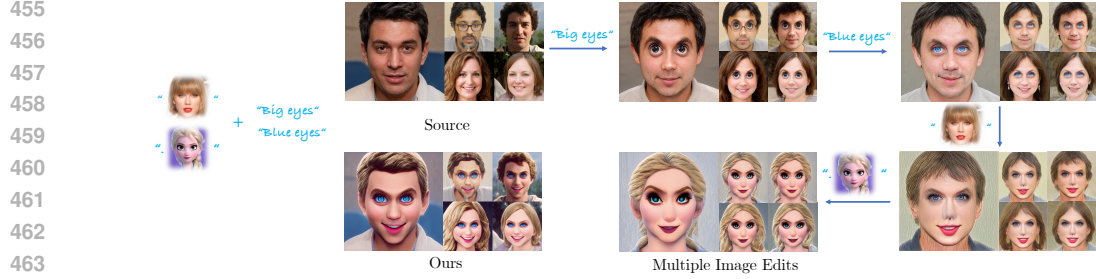 455
456
457
458
459
460
461
462
463
“Big eyes“
“Blue eyes“
“ “
“. “
+
“Big eyes“
“Blue eyes“
Source
“ “
“. “
Ours
Multiple Image Edits